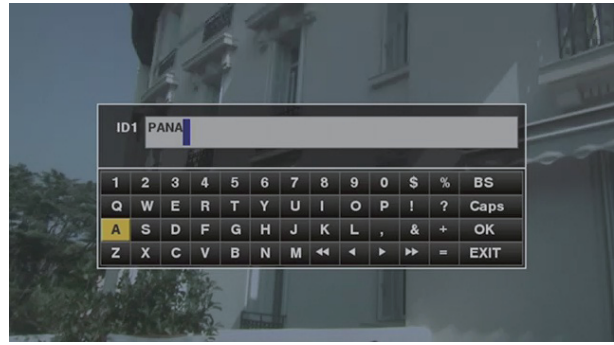 ID1 PANA
1 2 3 4 5 6 7 8 9 0 $ % BS
Q W E R T Y U I O P ! ? Caps
A S D F G H J K L , & + OK
Z X C V B N M ◀◀ ◀ ▶ ▶▶ = EXIT